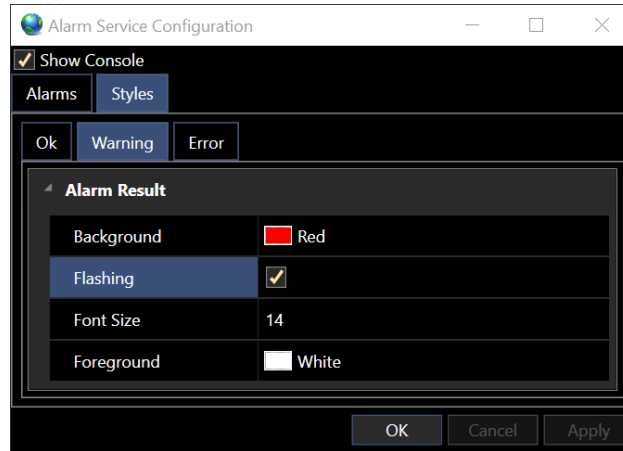 Alarm Service Configuration
Show Console
Alarms Styles
Ok Warning Error
Alarm Result
Background Red
Flashing
Font Size 14
Foreground White
OK Cancel Apply